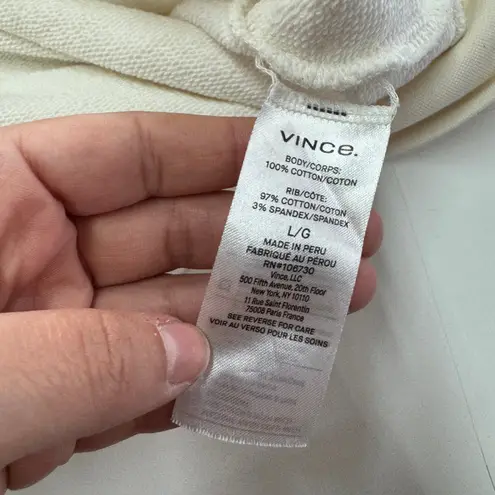 VINCe.
BODY/CORPS:
100% COTTON/COTON
RIB/CÔTE:
97% COTTON/COTON
3% SPANDEX/SPANDEX
L/G
MADE IN PERU
FABRIQUÉ AU PÉROU
RN#106730
Vince, LLC
500 Fifth Avenue, 20th Floor
New York, NY 10110
11 Rue Saint Florentin
75008 Paris France
SEE REVERSE FOR CARE
VOIR AU VERSO POUR LES SOINS